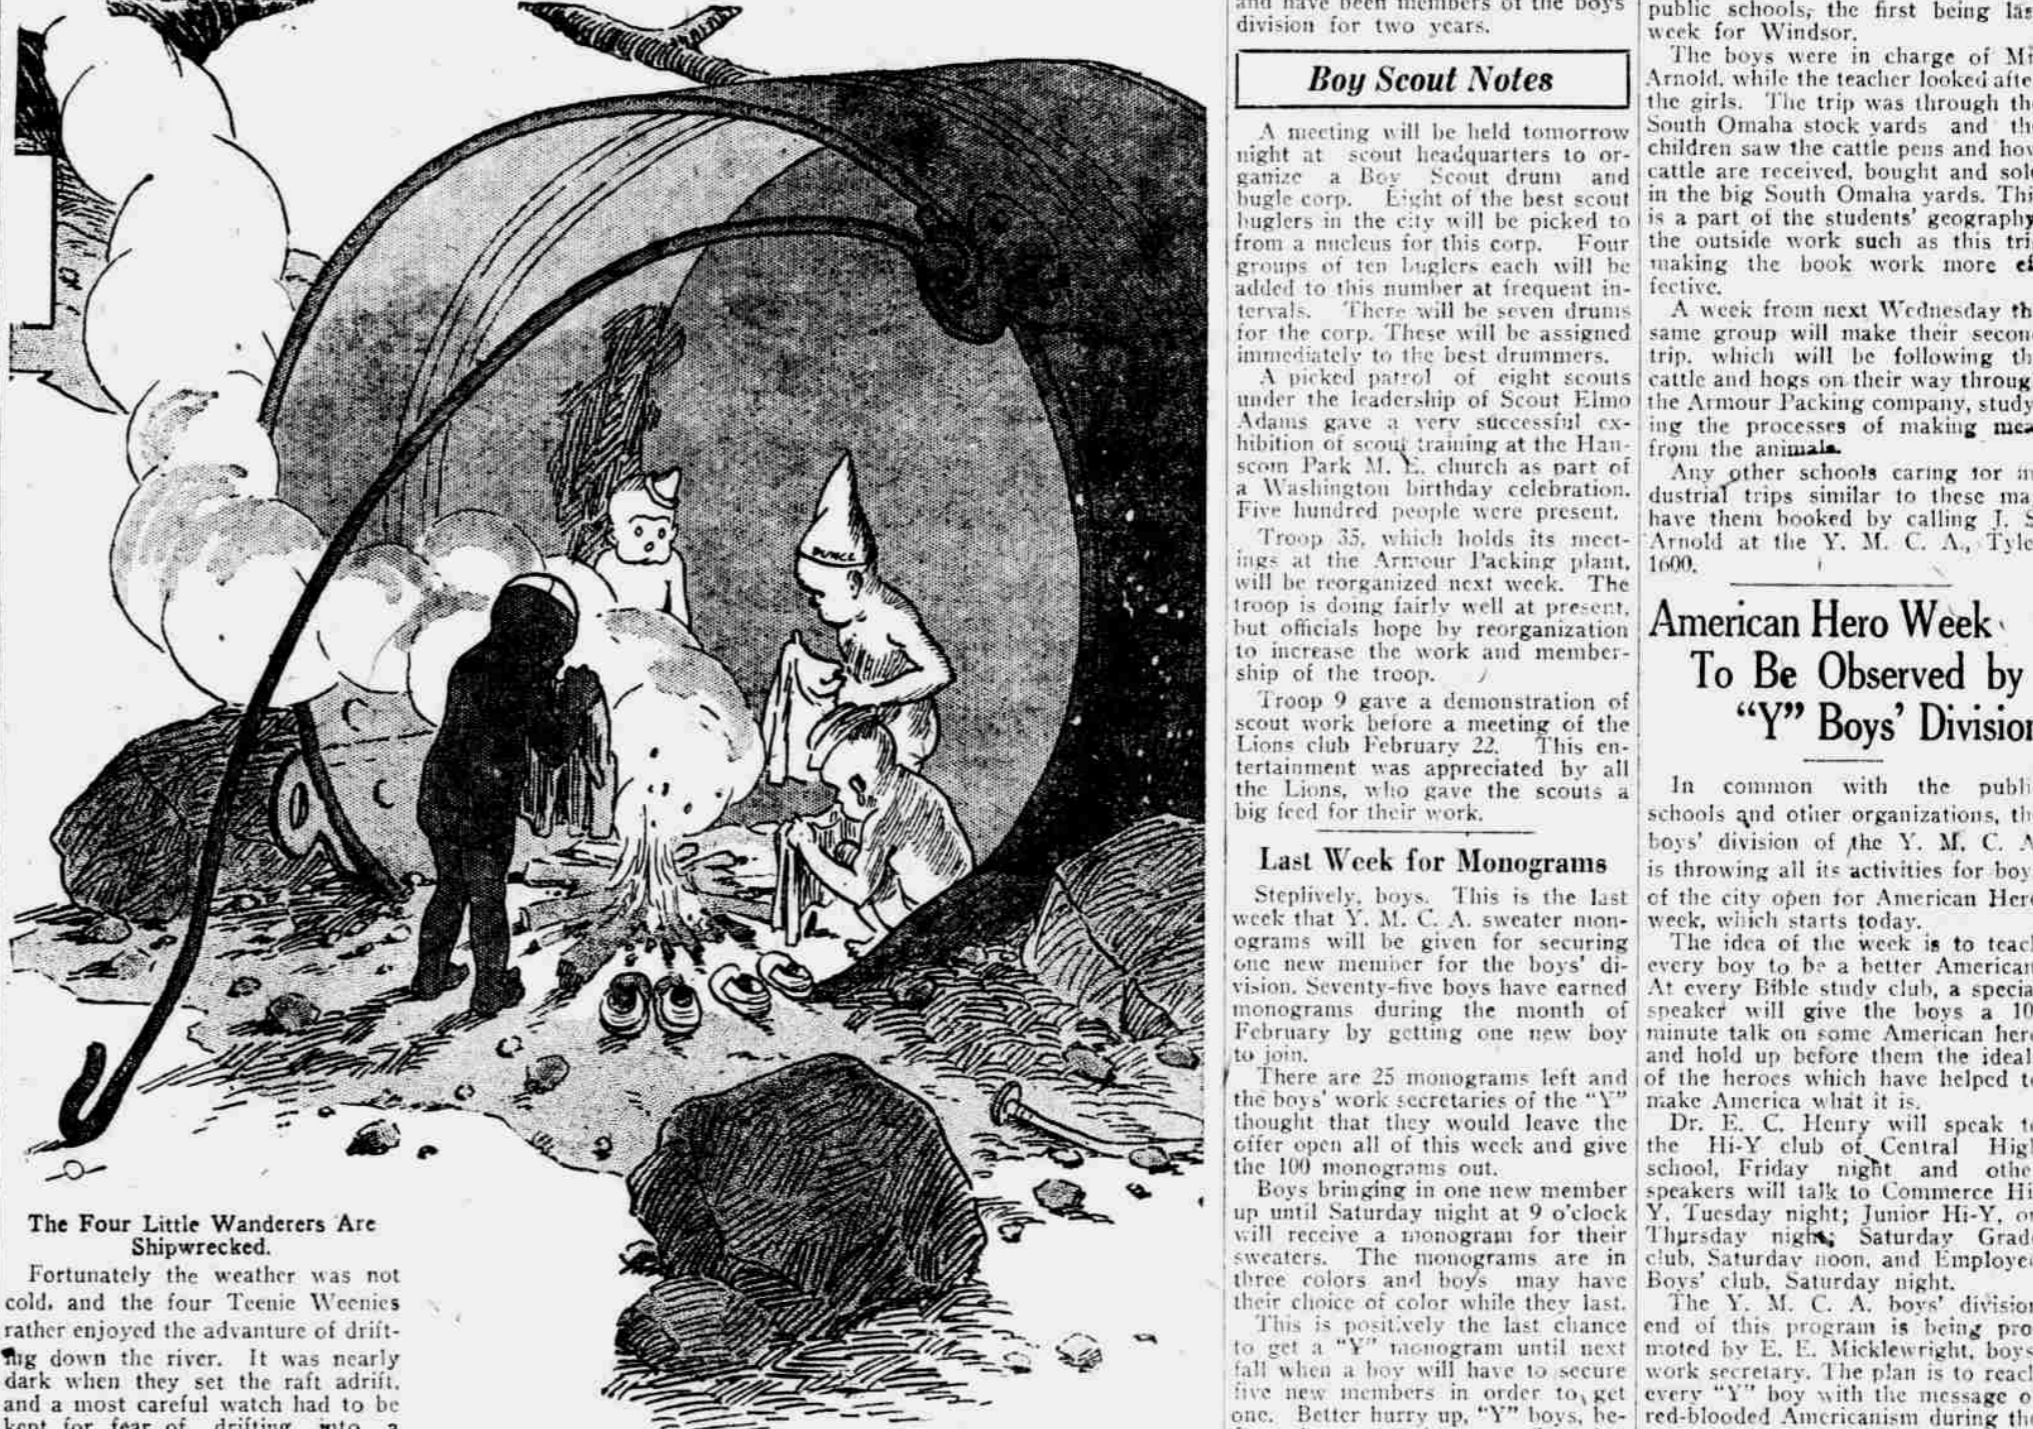 DUNCE
The Four Little Wanderers Are
Shipwrecked.
Fortunately the weather was not
cold, and the four Teenie Weenies
rather enjoyed the advanture of drift-
ing down the river. It was nearly
dark when they set the raft adrift,
and a most careful watch had to be
kept for fear of drifting into a
and have been members of the boys'
division for two years.
Boy Scout Notes
A meeting will be held tomorrow
night at scout headquarters to or-
ganize a Boy Scout drum and
bugle corp. Eight of the best scout
buglers in the city will be picked to
from a nucleus for this corp. Four
groups of ten buglers each will be
added to this number at frequent in-
tervals. There will be seven drums
for the corp. These will be assigned
immediately to the best drummers.
A picked patrol of eight scouts
under the leadership of Scout Elmo
Adams gave a very successful ex-
hibition of scout training at the Han-
scom Park M. E. church as part of
a Washington birthday celebration.
Five hundred people were present.
Troop 35, which holds its meet-
ings at the Armour Packing plant,
will be reorganized next week. The
troop is doing fairly well at present,
but officials hope by reorganization
to increase the work and member-
ship of the troop.
Troop 9 gave a demonstration of
scout work before a meeting of the
Lions club February 22. This en-
tertainment was appreciated by all
the Lions, who gave the scouts a
big feed for their work.
Last Week for Monograms
Steplively, boys. This is the last
week that Y. M. C. A. sweater mon-
ograms will be given for securing
one new member for the boys' di-
vision. Seventy-five boys have earned
monograms during the month of
February by getting one new boy
to join.
There are 25 monograms left and
the boys' work secretaries of the "Y"
thought that they would leave the
offer open all of this week and give
the 100 monograms out.
Boys bringing in one new member
up until Saturday night at 9 o'clock
will receive a monogram for their
sweaters. The monograms are in
three colors and boys may have
their choice of color while they last.
This is positively the last chance
to get a "Y" monogram until next
fall when a boy will have to secure
five new members in order to get
one. Better hurry up, "Y" boys, be-
public schools, the first being las
week for Windsor.
The boys were in charge of Mr
Arnold, while the teacher looked afte
the girls. The trip was through th
South Omaha stock yards and th
children saw the cattle pens and how
cattle are received, bought and sol
in the big South Omaha yards. Thi
is a part of the students' geography
the outside work such as this tri
making the book work more ef
fective.
A week from next Wednesday th
same group will make their secon
trip, which will be following th
cattle and hogs on their way throug
the Armour Packing company, study
ing the processes of making mea
from the animals.
Any other schools caring for in
dustrial trips similar to these ma
have them booked by calling J. S
Arnold at the Y. M. C. A., Tyle
1600.
American Hero Week
To Be Observed by
"Y" Boys' Division
In common with the publi
schools and other organizations, th
boys' division of the Y. M. C. A
is throwing all its activities for boy
of the city open for American Hero
week, which starts today.
The idea of the week is to teach
every boy to be a better American
At every Bible study club, a specia
speaker will give the boys a 10
minute talk on some American hero
and hold up before them the ideal
of the heroes which have helped to
make America what it is.
Dr. E. C. Henry will speak to
the Hi-Y club of Central High
school, Friday night and othe
speakers will talk to Commerce Hi
Y, Tuesday night; Junior Hi-Y, on
Thursday night; Saturday Grad
club, Saturday noon, and Employe
Boys' club, Saturday night.
The Y. M. C. A. boys' division
end of this program is being pro
moted by E. E. Micklewright, boys
work secretary. The plan is to reach
every "Y" boy with the message o
red-blooded Americanism during th